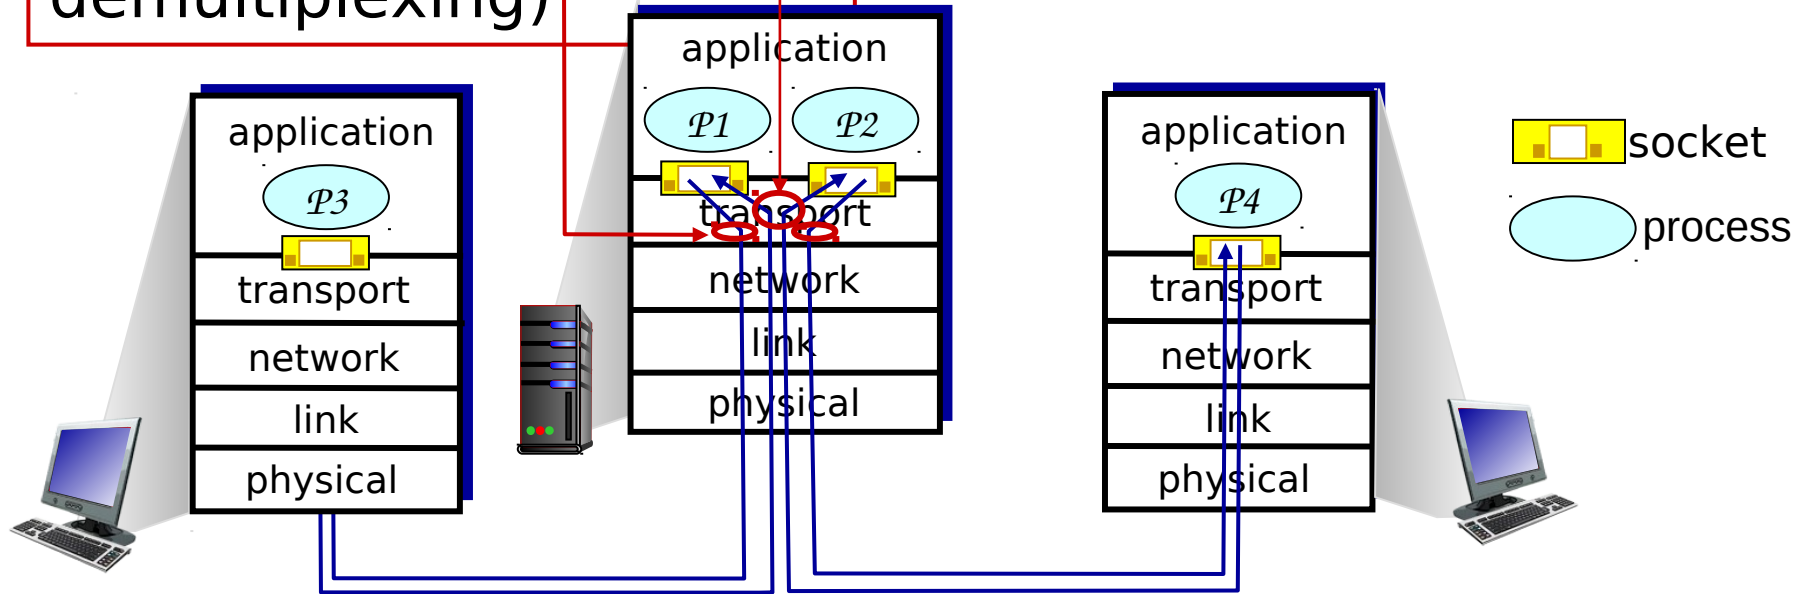 demultiplexing)
application
P1
P2
transport
network
link
physical
application
P3
transport
network
link
physical
application
P4
transport
network
link
physical
socket
process